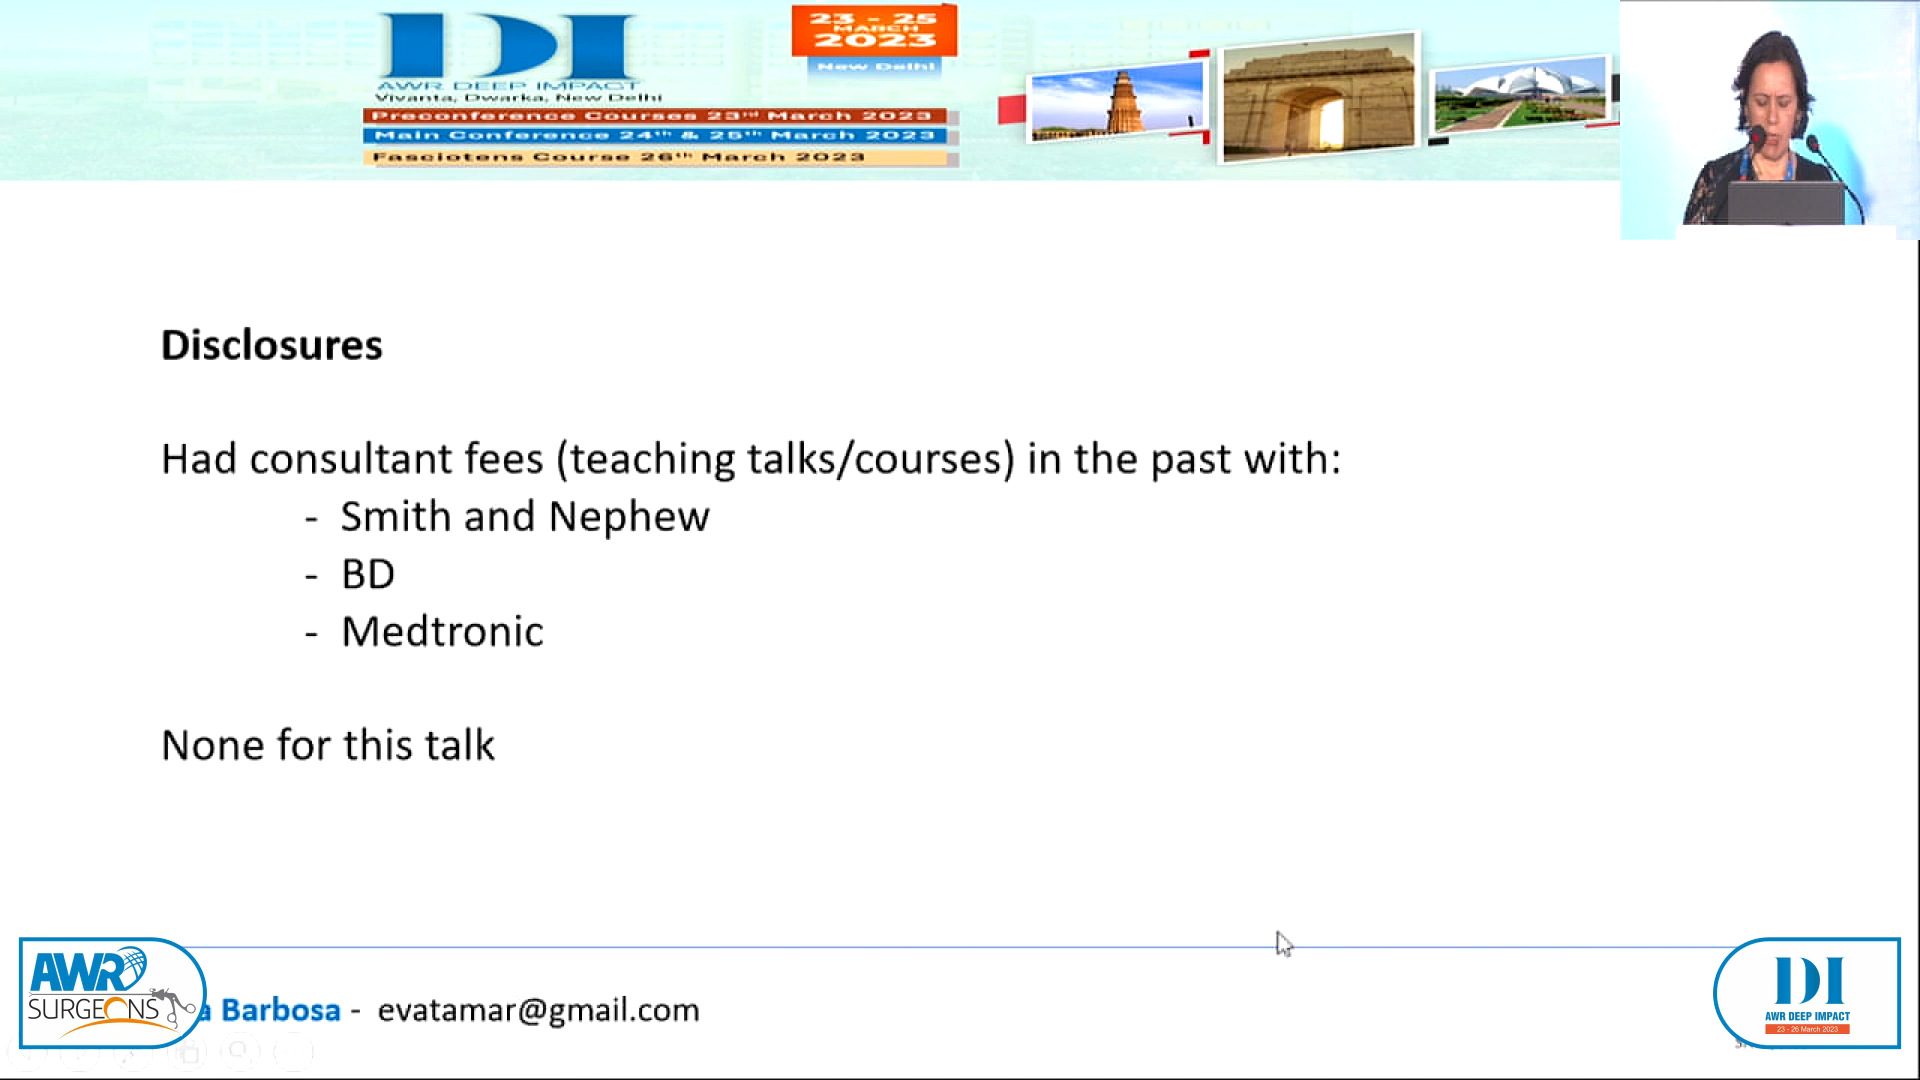 DI
AWR DEEP IMPACT
Vivanta, Dwarka, New Delhi
Preconference Courses 23rd March 2023
Main Conference 24th & 25th March 2023
Fasciotens Course 26th March 2023
23 - 25
MARCH
2023
New Delhi
Disclosures
Had consultant fees (teaching talks/courses) in the past with:
- Smith and Nephew
- BD
- Medtronic
None for this talk
AWR
SURGEONS
a Barbosa - evatamar@gmail.com
DI
AWR DEEP IMPACT
23 - 26 March 2023